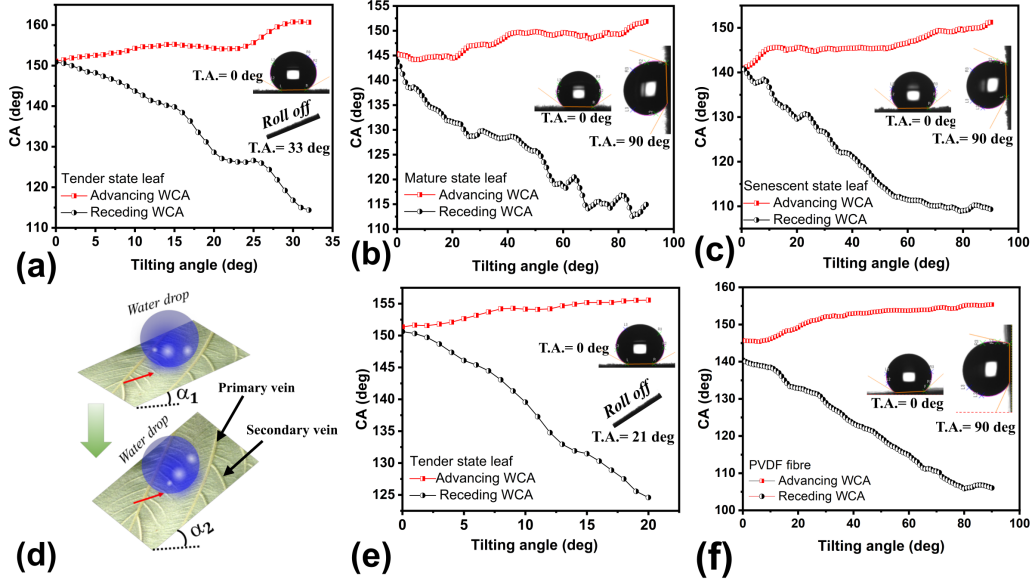 CA (deg)
160
150
140
130
120
110
0 5 10 15 20 25 30 35
Tilting angle (deg)
T.A.= 0 deg
Roll off
T.A.= 33 deg
Tender state leaf
Advancing WCA
Receding WCA
(a)
CA (deg)
155
150
145
140
135
130
125
120
115
110
0 20 40 60 80 100
Tilting angle (deg)
T.A.= 0 deg
T.A.= 90 deg
Mature state leaf
Advancing WCA
Receding WCA
(b)
CA (deg)
150
140
130
120
110
0 20 40 60 80 100
Tilting angle (deg)
T.A.= 0 deg
T.A.= 90 deg
Senescent state leaf
Advancing WCA
Receding WCA
(c)
Water drop
α1
Primary vein
Secondary vein
Water drop
α2
(d)
CA (deg)
155
150
145
140
135
130
125
0 5 10 15 20
Tilting angle (deg)
T.A.= 0 deg
Roll off
T.A.= 21 deg
Tender state leaf
Advancing WCA
Receding WCA
(e)
CA (deg)
160
150
140
130
120
110
100
0 20 40 60 80 100
Tilting angle (deg)
T.A.= 0 deg
T.A.= 90 deg
PVDF fibre
Advancing WCA
Receding WCA
(f)